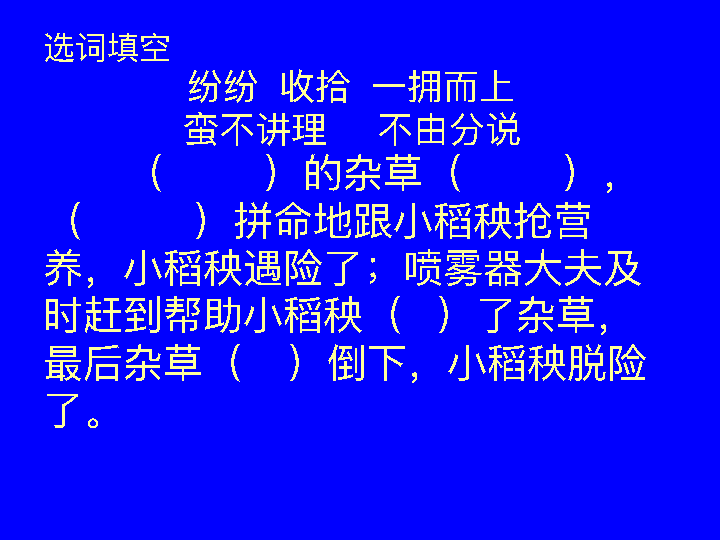 选词填空
纷纷 收拾 一拥而上
蛮不讲理 不由分说
（ ）的杂草（ ），
（ ）拼命地跟小稻秧抢营
养，小稻秧遇险了；喷雾器大夫及
时赶到帮助小稻秧（ ）了杂草，
最后杂草（ ）倒下，小稻秧脱险
了。